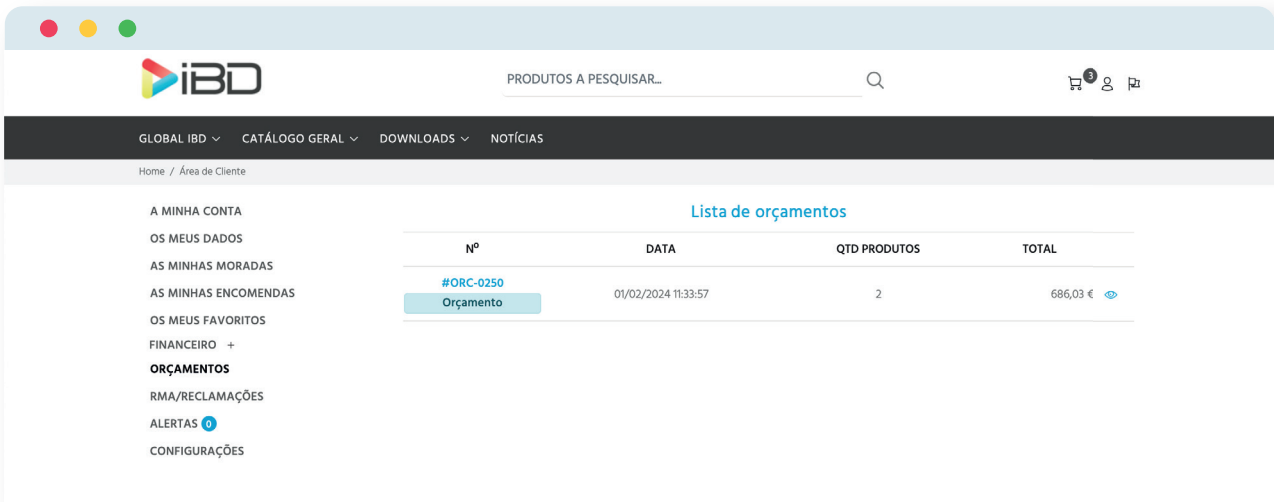 iBD
PRODUTOS A PESQUISAR...
3
GLOBAL IBD CATÁLOGO GERAL DOWNLOADS NOTÍCIAS
Home / Área de Cliente
A MINHA CONTA
OS MEUS DADOS
AS MINHAS MORADAS
AS MINHAS ENCOMENDAS
OS MEUS FAVORITOS
FINANCEIRO +
ORÇAMENTOS
RMA/RECLAMAÇÕES
ALERTAS 0
CONFIGURAÇÕES
Lista de orçamentos
Nº DATA QTD PRODUTOS TOTAL
#ORC-0250
Orçamento
01/02/2024 11:33:57 2 686,03 €